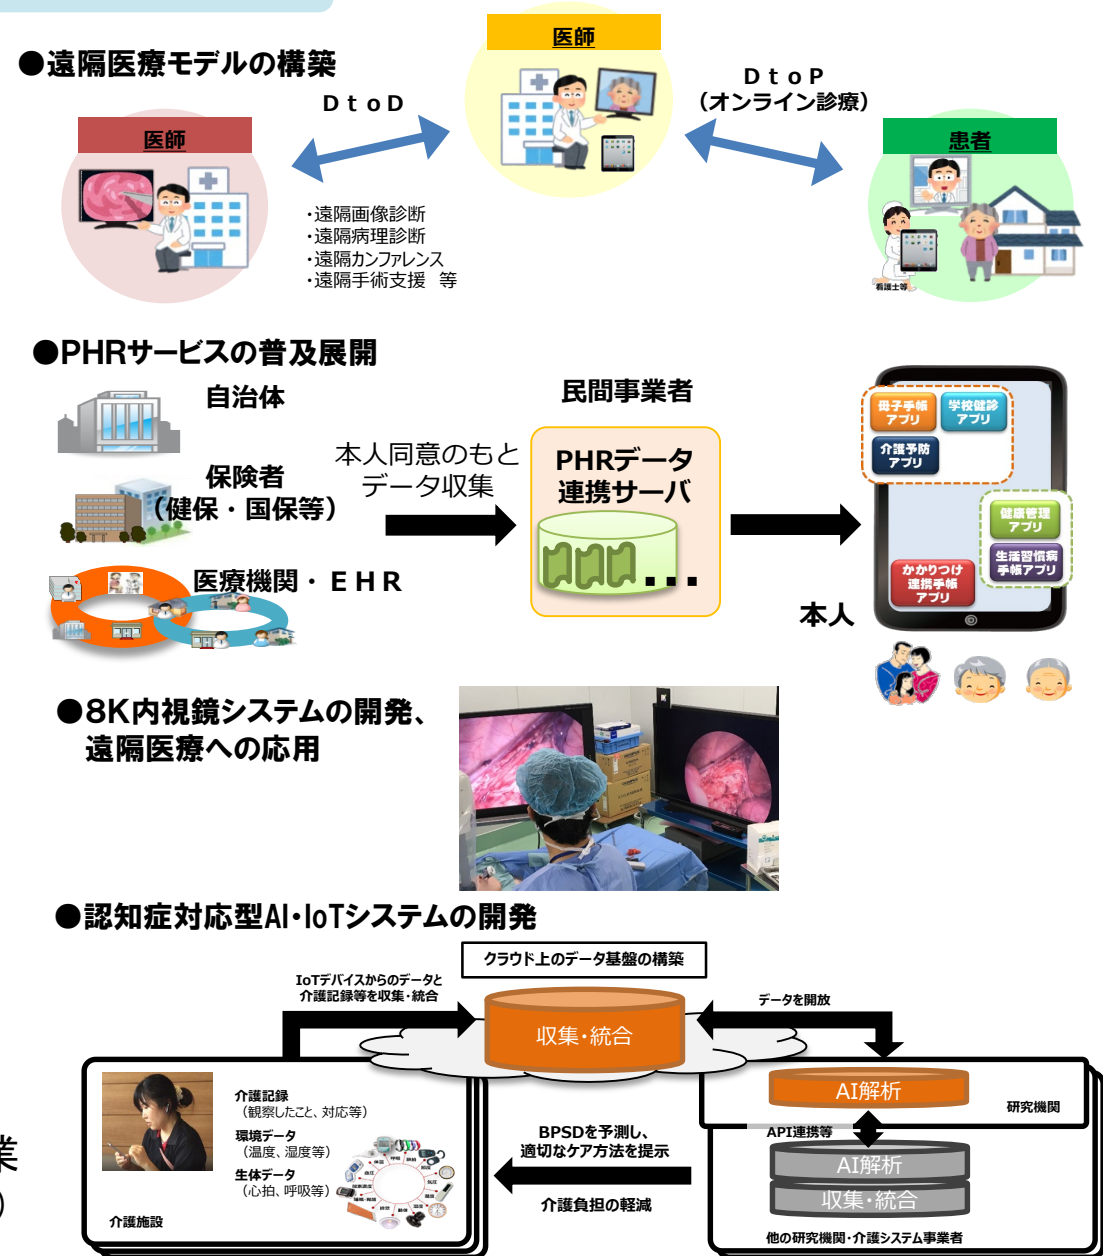 ●遠隔医療モデルの構築
医師
DtoD
DtoP
（オンライン診療）
医師
患者
・遠隔画像診断
・遠隔病理診断
・遠隔カンファレンス
・遠隔手術支援　等
看護士等
●PHRサービスの普及展開
自治体
保険者
（健保・国保等）
医療機関・ＥＨＲ
本人同意のもと
データ収集
民間事業者
PHRデータ
連携サーバ
...
母子手帳
アプリ
学校健診
アプリ
介護予防
アプリ
健康管理
アプリ
生活習慣病
手帳アプリ
かかりつけ
連携手帳
アプリ
本人
●8K内視鏡システムの開発、
遠隔医療への応用
●認知症対応型AI・IoTシステムの開発
クラウド上のデータ基盤の構築
IoTデバイスからのデータと
介護記録等を収集・統合
収集・統合
データを開放
介護記録
（観察したこと、対応等）
環境データ
（温度、湿度等）
生体データ
（心拍、呼吸等）
介護施設
BPSDを予測し、
適切なケア方法を提示
介護負担の軽減
AI解析
研究機関
API連携等
AI解析
収集・統合
他の研究機関・介護システム事業者
業
）